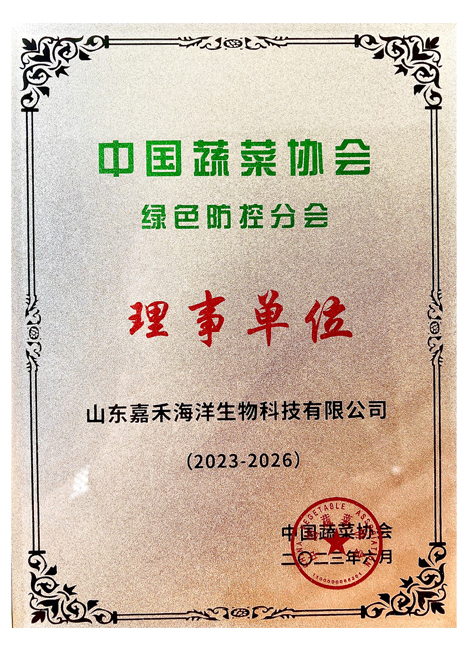 中国蔬菜协会
绿色防控分会
理事单位
山东嘉禾海洋生物科技有限公司
(2023-2026)
中国蔬菜协会
二〇二三年六月